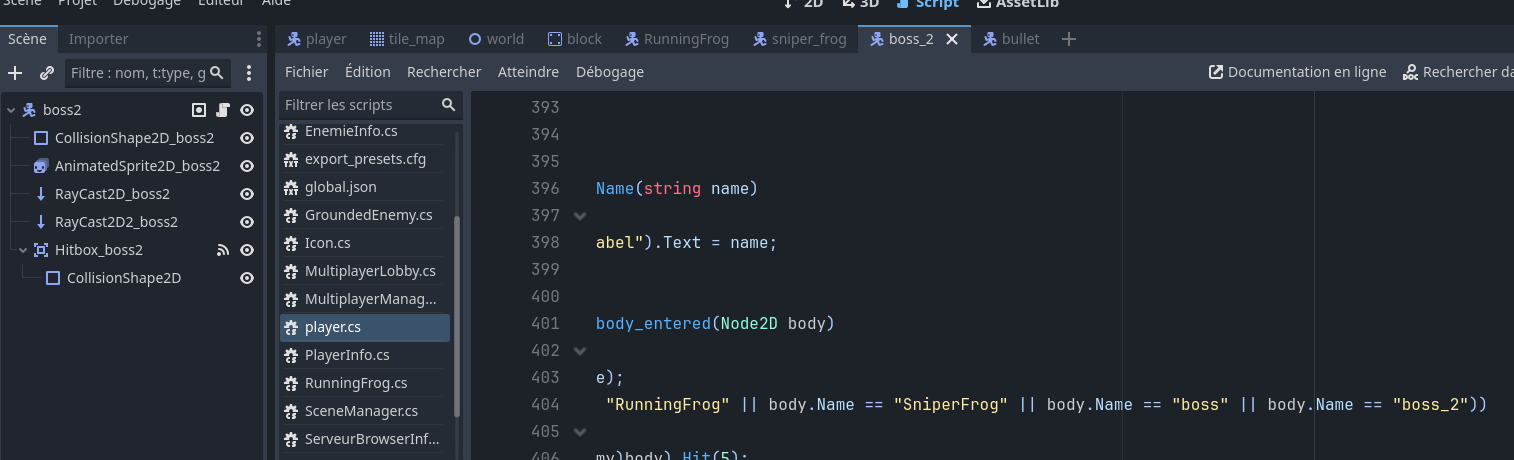 Scène Projet Débogage Éditeur Aide
2D 3D Script AssetLib
Scène Importer
player tile_map world block RunningFrog sniper_frog boss_2 bullet
Filtre : nom, t:type, g
Fichier Édition Rechercher Atteindre Débogage Documentation en ligne Rechercher da
boss2
CollisionShape2D_boss2
AnimatedSprite2D_boss2
RayCast2D_boss2
RayCast2D2_boss2
Hitbox_boss2
CollisionShape2D
Filtrer les scripts
EnemieInfo.cs
export_presets.cfg
global.json
GroundedEnemy.cs
Icon.cs
MultiplayerLobby.cs
MultiplayerManag...
player.cs
PlayerInfo.cs
RunningFrog.cs
SceneManager.cs
ServeurBrowserInf...
393
394
395
396 Name(string name)
397
398 abel").Text = name;
399
400
401 body_entered(Node2D body)
402
403 e);
404 "RunningFrog" || body.Name == "SniperFrog" || body.Name == "boss" || body.Name == "boss_2"))
405
406 my)body).Hit(5);